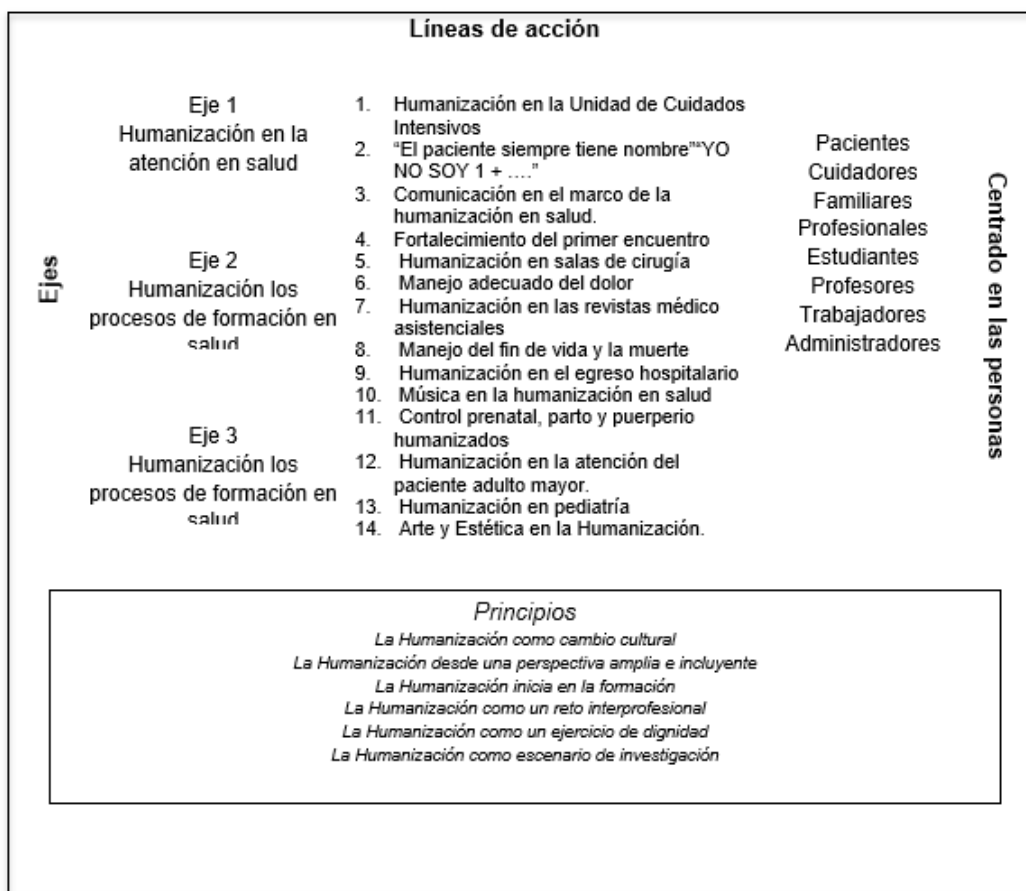 Líneas de acción
Ejes
Eje 1
Humanización en la
atención en salud
Eje 2
Humanización los
procesos de formación en
salud
Eje 3
Humanización los
procesos de formación en
salud
1. Humanización en la Unidad de Cuidados
Intensivos
2. “El paciente siempre tiene nombre”“YO
NO SOY 1 + ....”
3. Comunicación en el marco de la
humanización en salud.
4. Fortalecimiento del primer encuentro
5. Humanización en salas de cirugía
6. Manejo adecuado del dolor
7. Humanización en las revistas médico
asistenciales
8. Manejo del fin de vida y la muerte
9. Humanización en el egreso hospitalario
10. Música en la humanización en salud
11. Control prenatal, parto y puerperio
humanizados
12. Humanización en la atención del
paciente adulto mayor.
13. Humanización en pediatría
14. Arte y Estética en la Humanización.
Pacientes
Cuidadores
Familiares
Profesionales
Estudiantes
Profesores
Trabajadores
Administradores
Centrado en las personas
Principios
La Humanización como cambio cultural
La Humanización desde una perspectiva amplia e incluyente
La Humanización inicia en la formación
La Humanización como un reto interprofesional
La Humanización como un ejercicio de dignidad
La Humanización como escenario de investigación